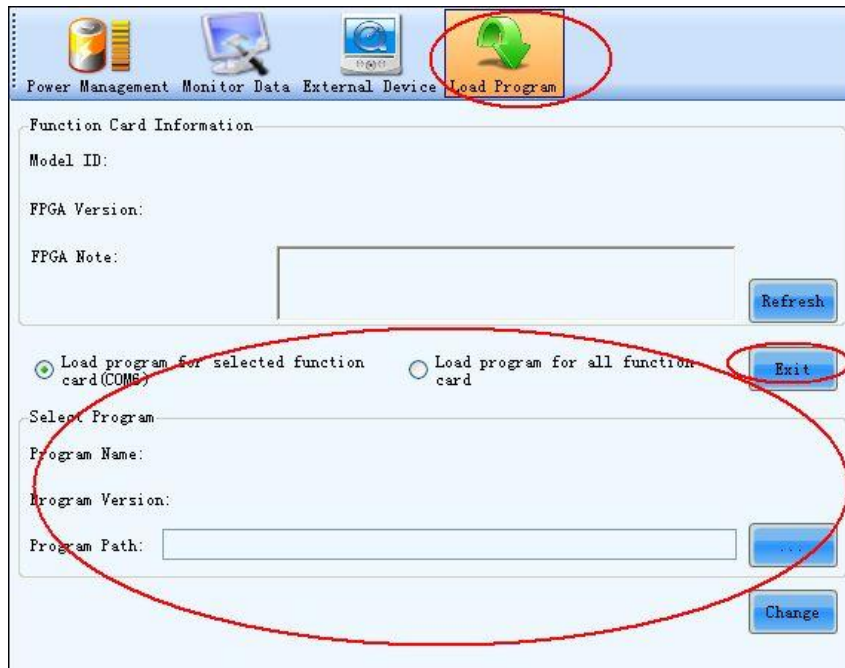 Power Management Monitor Data External Device Load Program
Function Card Information
Model ID:
FPGA Version:
FPGA Note:
Refresh
Load program for selected function
card(COM6)
Load program for all function
card
Exit
Select Program
Program Name:
Program Version:
Program Path:
...
Change